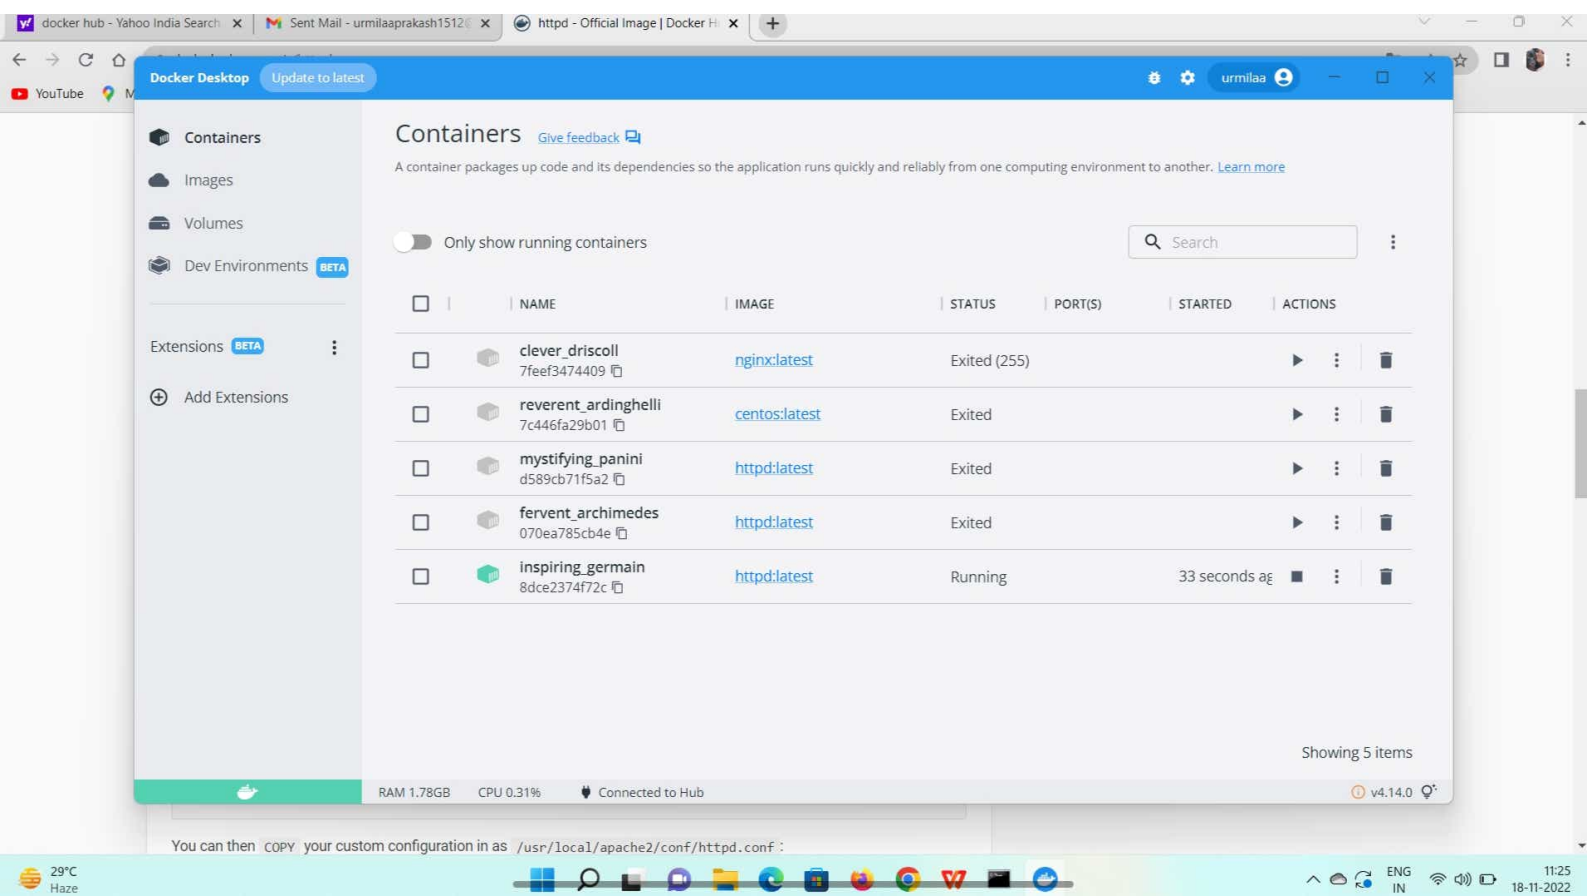 docker hub - Yahoo India Search
Sent Mail - urmilaaprakash1512@
httpd - Official Image | Docker H
YouTube
M
Docker Desktop
Update to latest
urmilaa
Containers
Images
Volumes
Dev Environments BETA
Extensions BETA
Add Extensions
Containers Give feedback
A container packages up code and its dependencies so the application runs quickly and reliably from one computing environment to another. Learn more
Only show running containers
Search
NAME IMAGE STATUS PORT(S) STARTED ACTIONS
clever_driscoll
7feef3474409
nginx:latest Exited (255)
reverent_ardinghelli
7c446fa29b01
centos:latest Exited
mystifying_panini
d589cb71f5a2
httpd:latest Exited
fervent_archimedes
070ea785cb4e
httpd:latest Exited
inspiring_germain
8dce2374f72c
httpd:latest Running 33 seconds ag
Showing 5 items
RAM 1.78GB CPU 0.31% Connected to Hub v4.14.0
You can then COPY your custom configuration in as /usr/local/apache2/conf/httpd.conf :
29°C
Haze
ENG
IN
11:25
18-11-2022